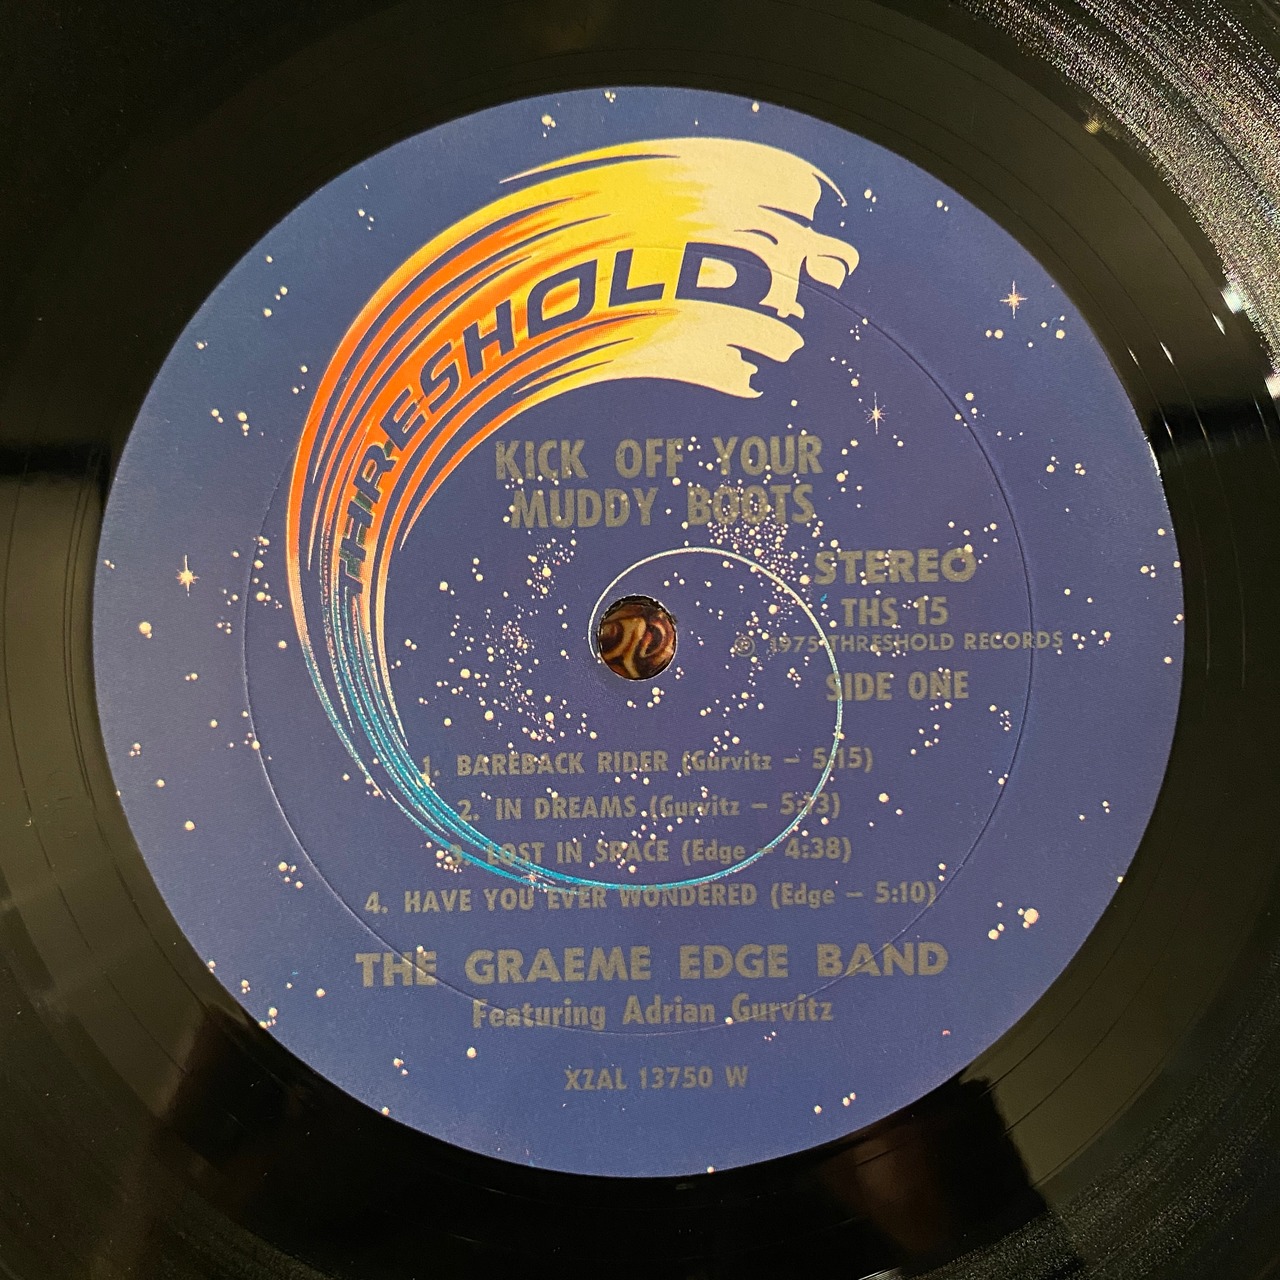 THRESHOLD
KICK OFF YOUR
MUDDY BOOTS
STEREO
THS 15
© 1975 THRESHOLD RECORDS
SIDE ONE
1. BAREBACK RIDER (Gurvitz – 5:15)
2. IN DREAMS (Gurvitz – 5:13)
3. LOST IN SPACE (Edge – 4:38)
4. HAVE YOU EVER WONDERED (Edge – 5:10)
THE GRAEME EDGE BAND
Featuring Adrian Gurvitz
XZAL 13750 W